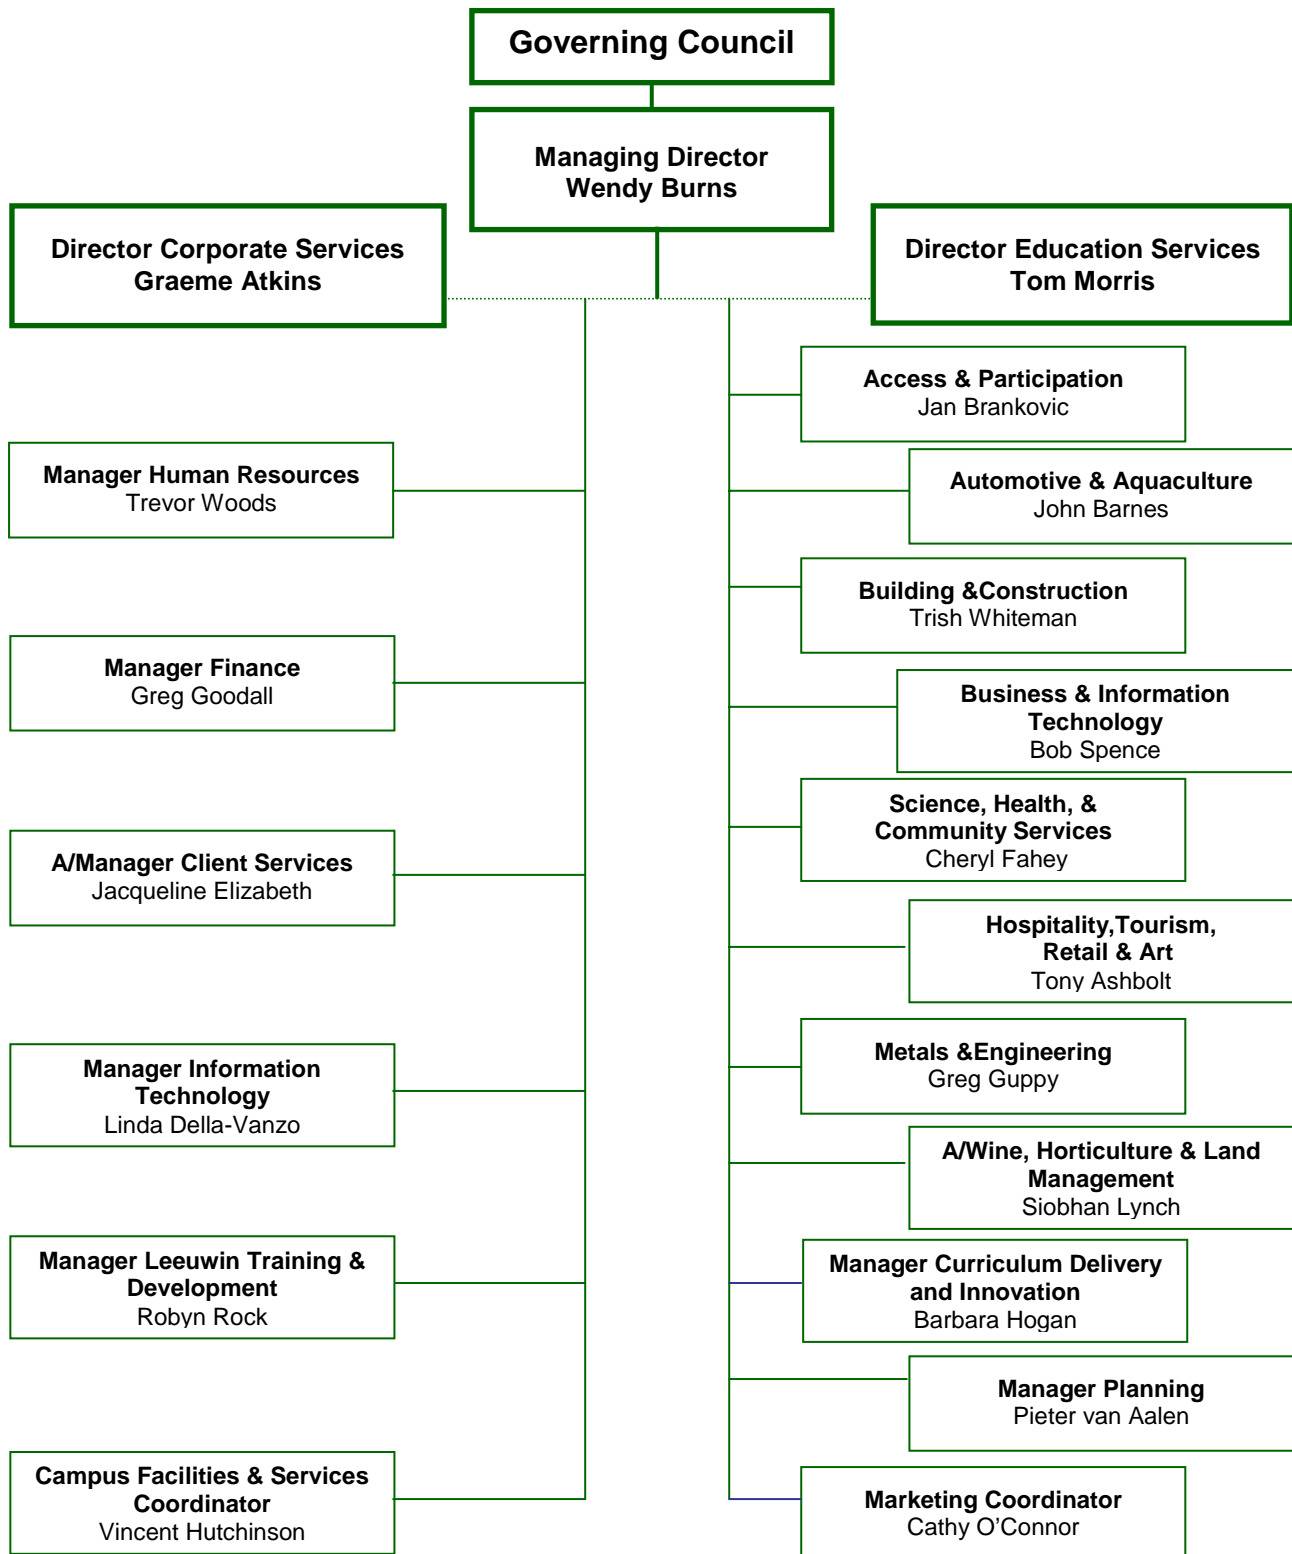 Governing Council
Managing Director
Wendy Burns
Director Corporate Services
Graeme Atkins
Director Education Services
Tom Morris
Manager Human Resources
Trevor Woods
Manager Finance
Greg Goodall
A/Manager Client Services
Jacqueline Elizabeth
Manager Information
Technology
Linda Della-Vanzo
Manager Leeuwin Training &
Development
Robyn Rock
Campus Facilities & Services
Coordinator
Vincent Hutchinson
Access & Participation
Jan Brankovic
Automotive & Aquaculture
John Barnes
Building &Construction
Trish Whiteman
Business & Information
Technology
Bob Spence
Science, Health, &
Community Services
Cheryl Fahey
Hospitality,Tourism,
Retail & Art
Tony Ashbolt
Metals &Engineering
Greg Guppy
A/Wine, Horticulture & Land
Management
Siobhan Lynch
Manager Curriculum Delivery
and Innovation
Barbara Hogan
Manager Planning
Pieter van Aalen
Marketing Coordinator
Cathy O’Connor